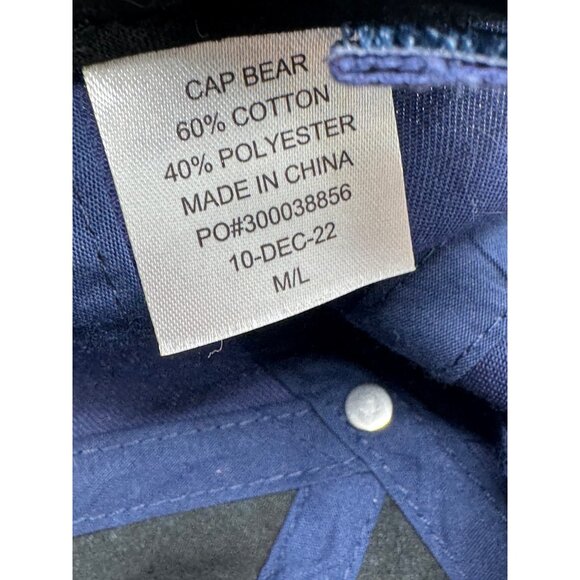 CAP BEAR
60% COTTON
40% POLYESTER
MADE IN CHINA
PO#300038856
10-DEC-22
M/L